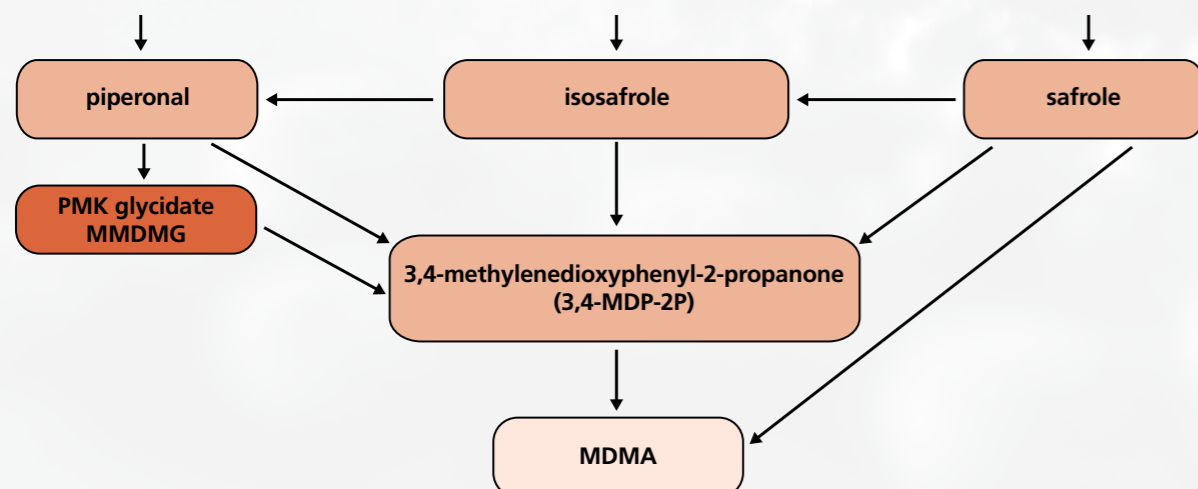 piperonal
isosafrole
safrole
PMK glycidate
MMDMG
3,4-methylenedioxyphenyl-2-propanone
(3,4-MDP-2P)
MDMA